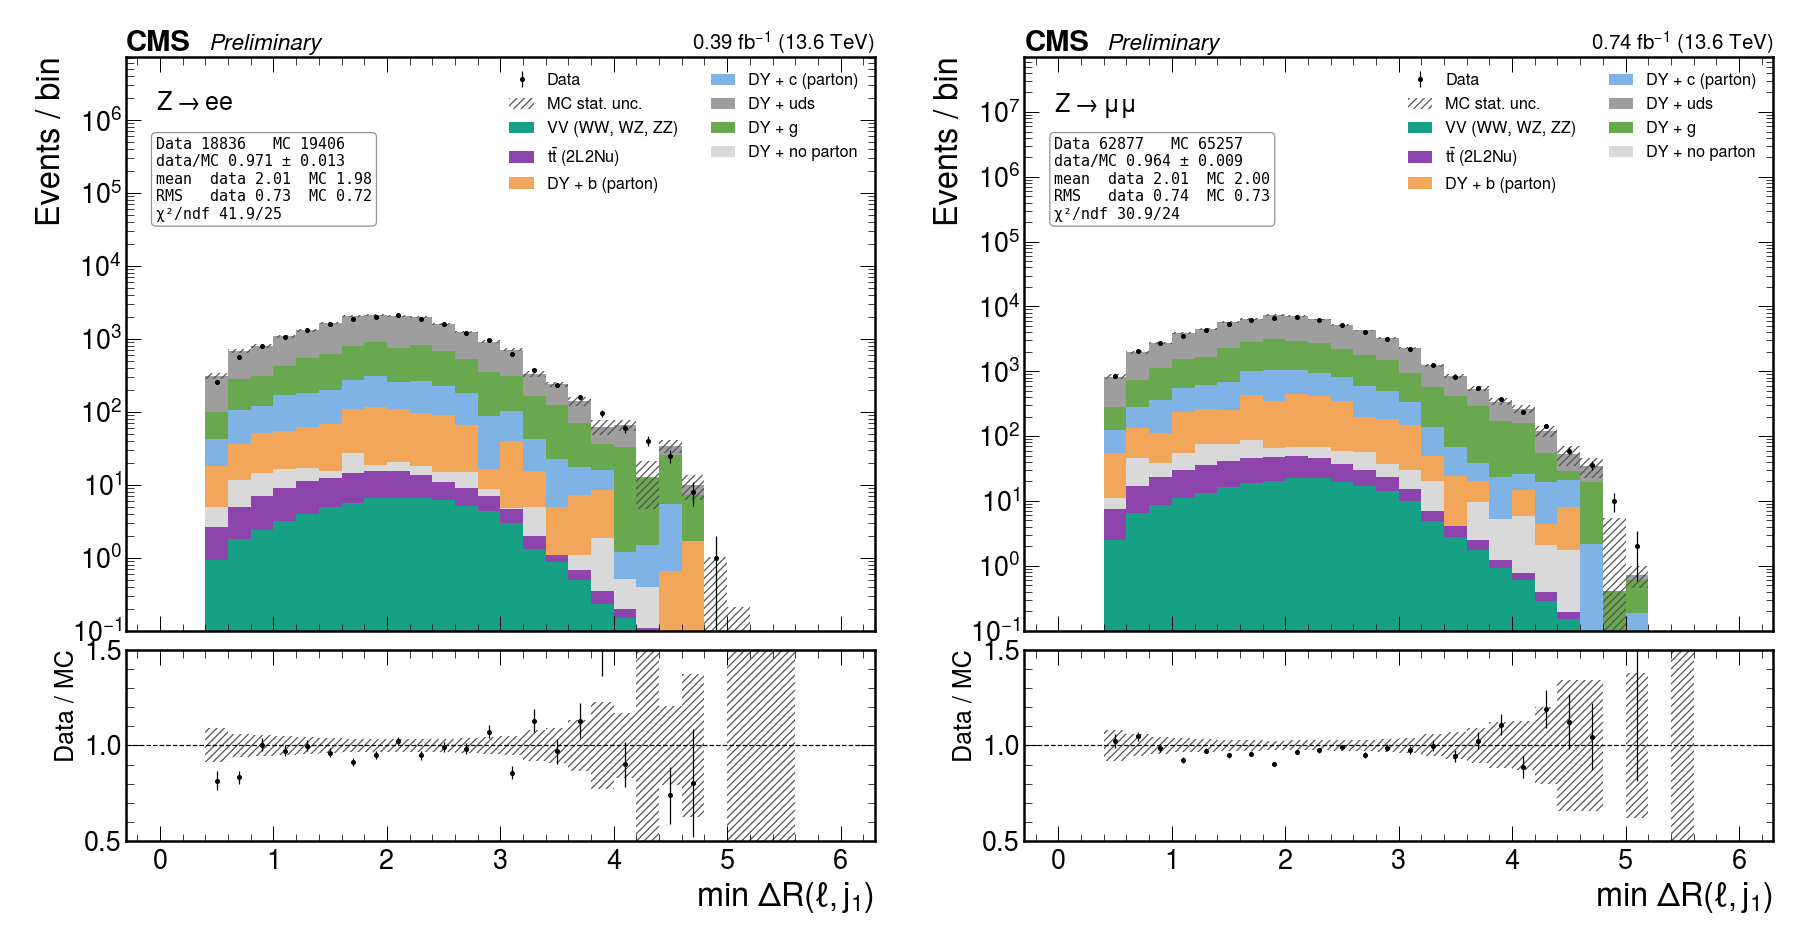 CMS Preliminary 0.39 fb⁻¹ (13.6 TeV)
Events / bin
Z → ee
Data 18836 MC 19406
data/MC 0.971 ± 0.013
mean data 2.01 MC 1.98
RMS data 0.73 MC 0.72
χ²/ndf 41.9/25
Data
MC stat. unc.
VV (WW, WZ, ZZ)
tt̄ (2L2Nu)
DY + b (parton)
DY + c (parton)
DY + uds
DY + g
DY + no parton
10⁶
10⁵
10⁴
10³
10²
10¹
10⁰
10⁻¹
Data / MC
1.5
1.0
0.5
0 1 2 3 4 5 6
min ΔR(ℓ, j₁)
CMS Preliminary 0.74 fb⁻¹ (13.6 TeV)
Events / bin
Z → μμ
Data 62877 MC 65257
data/MC 0.964 ± 0.009
mean data 2.01 MC 2.00
RMS data 0.74 MC 0.73
χ²/ndf 30.9/24
Data
MC stat. unc.
VV (WW, WZ, ZZ)
tt̄ (2L2Nu)
DY + b (parton)
DY + c (parton)
DY + uds
DY + g
DY + no parton
10⁷
10⁶
10⁵
10⁴
10³
10²
10¹
10⁰
10⁻¹
Data / MC
1.5
1.0
0.5
0 1 2 3 4 5 6
min ΔR(ℓ, j₁)